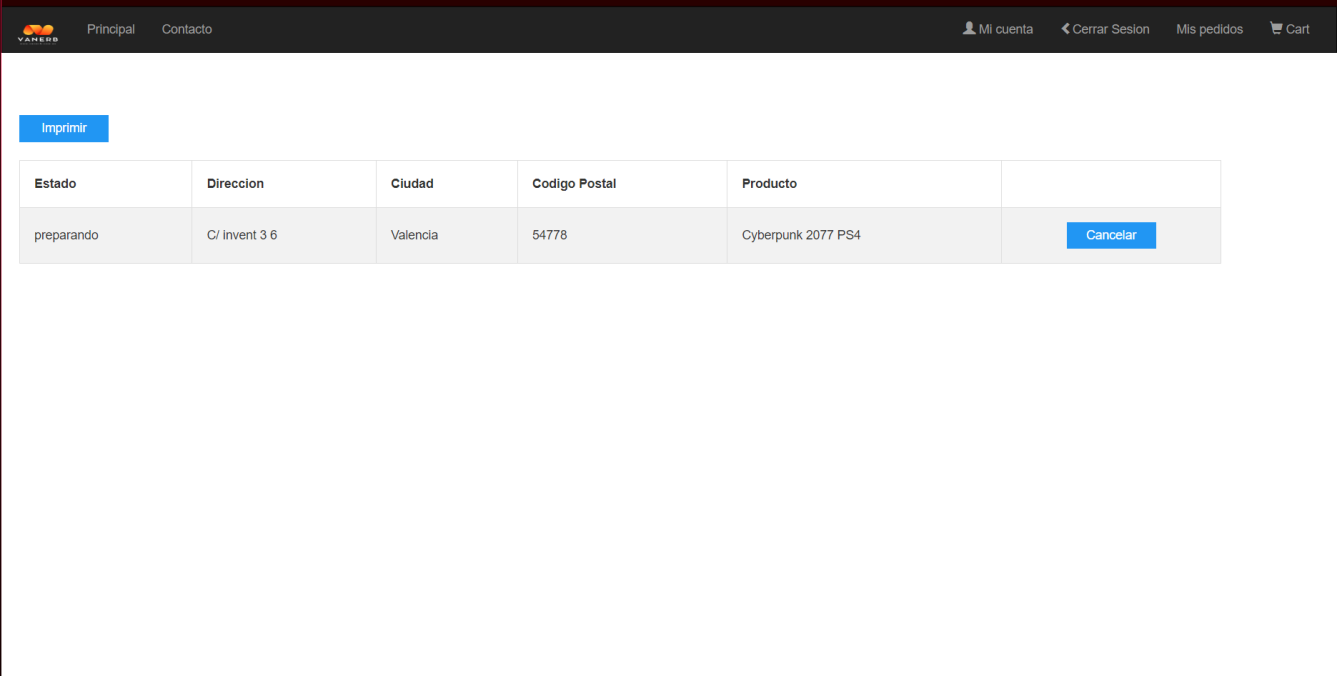 VANERB
Principal Contacto Mi cuenta Cerrar Sesion Mis pedidos Cart
Imprimir
Estado Direccion Ciudad Codigo Postal Producto
preparando C/ invent 3 6 Valencia 54778 Cyberpunk 2077 PS4 Cancelar